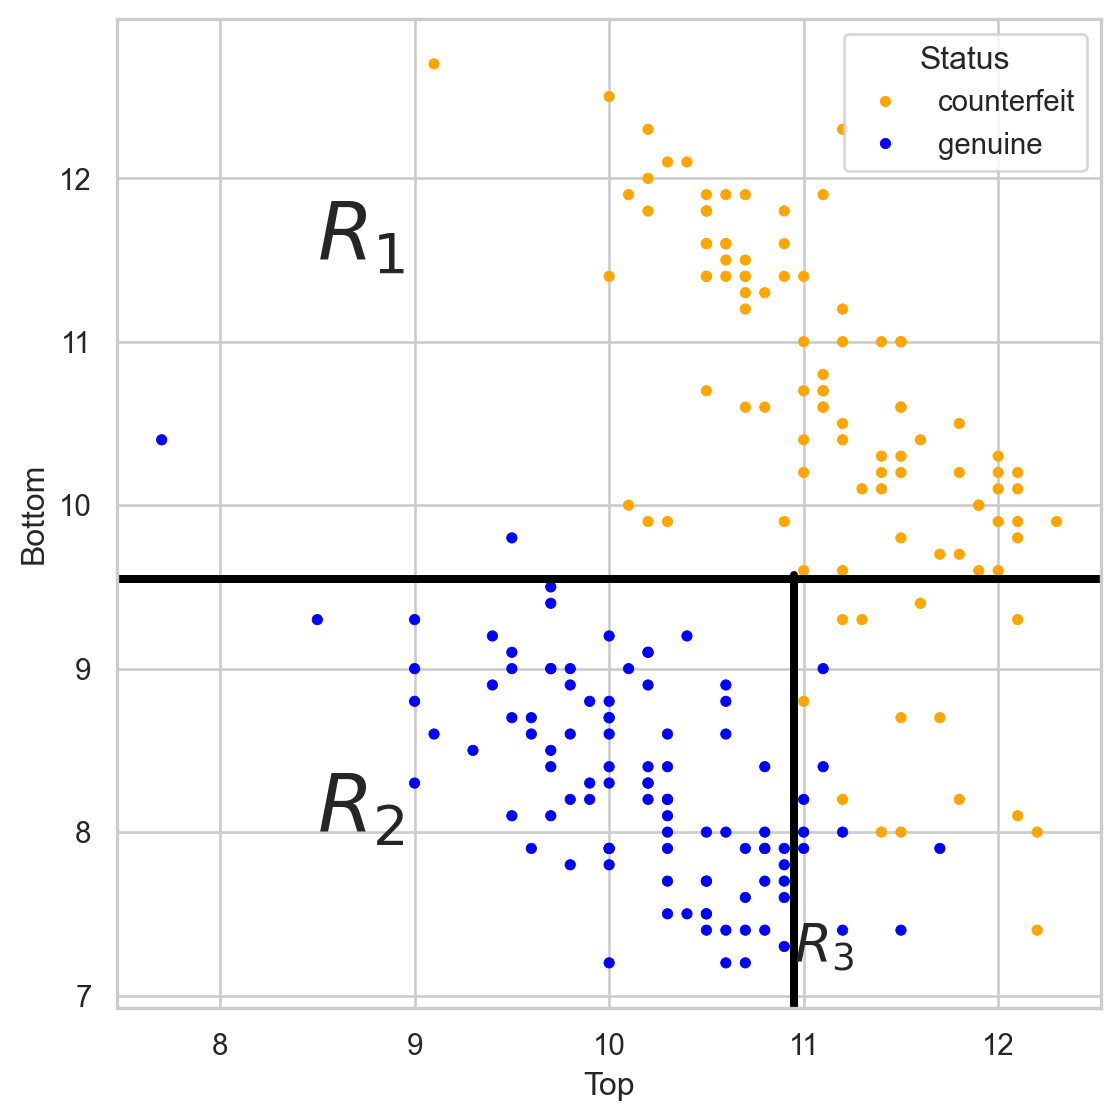 Status
counterfeit
genuine
12
R₁
11
10
Bottom
9
R₂
8
R₃
7
8 9 10 11 12
Top